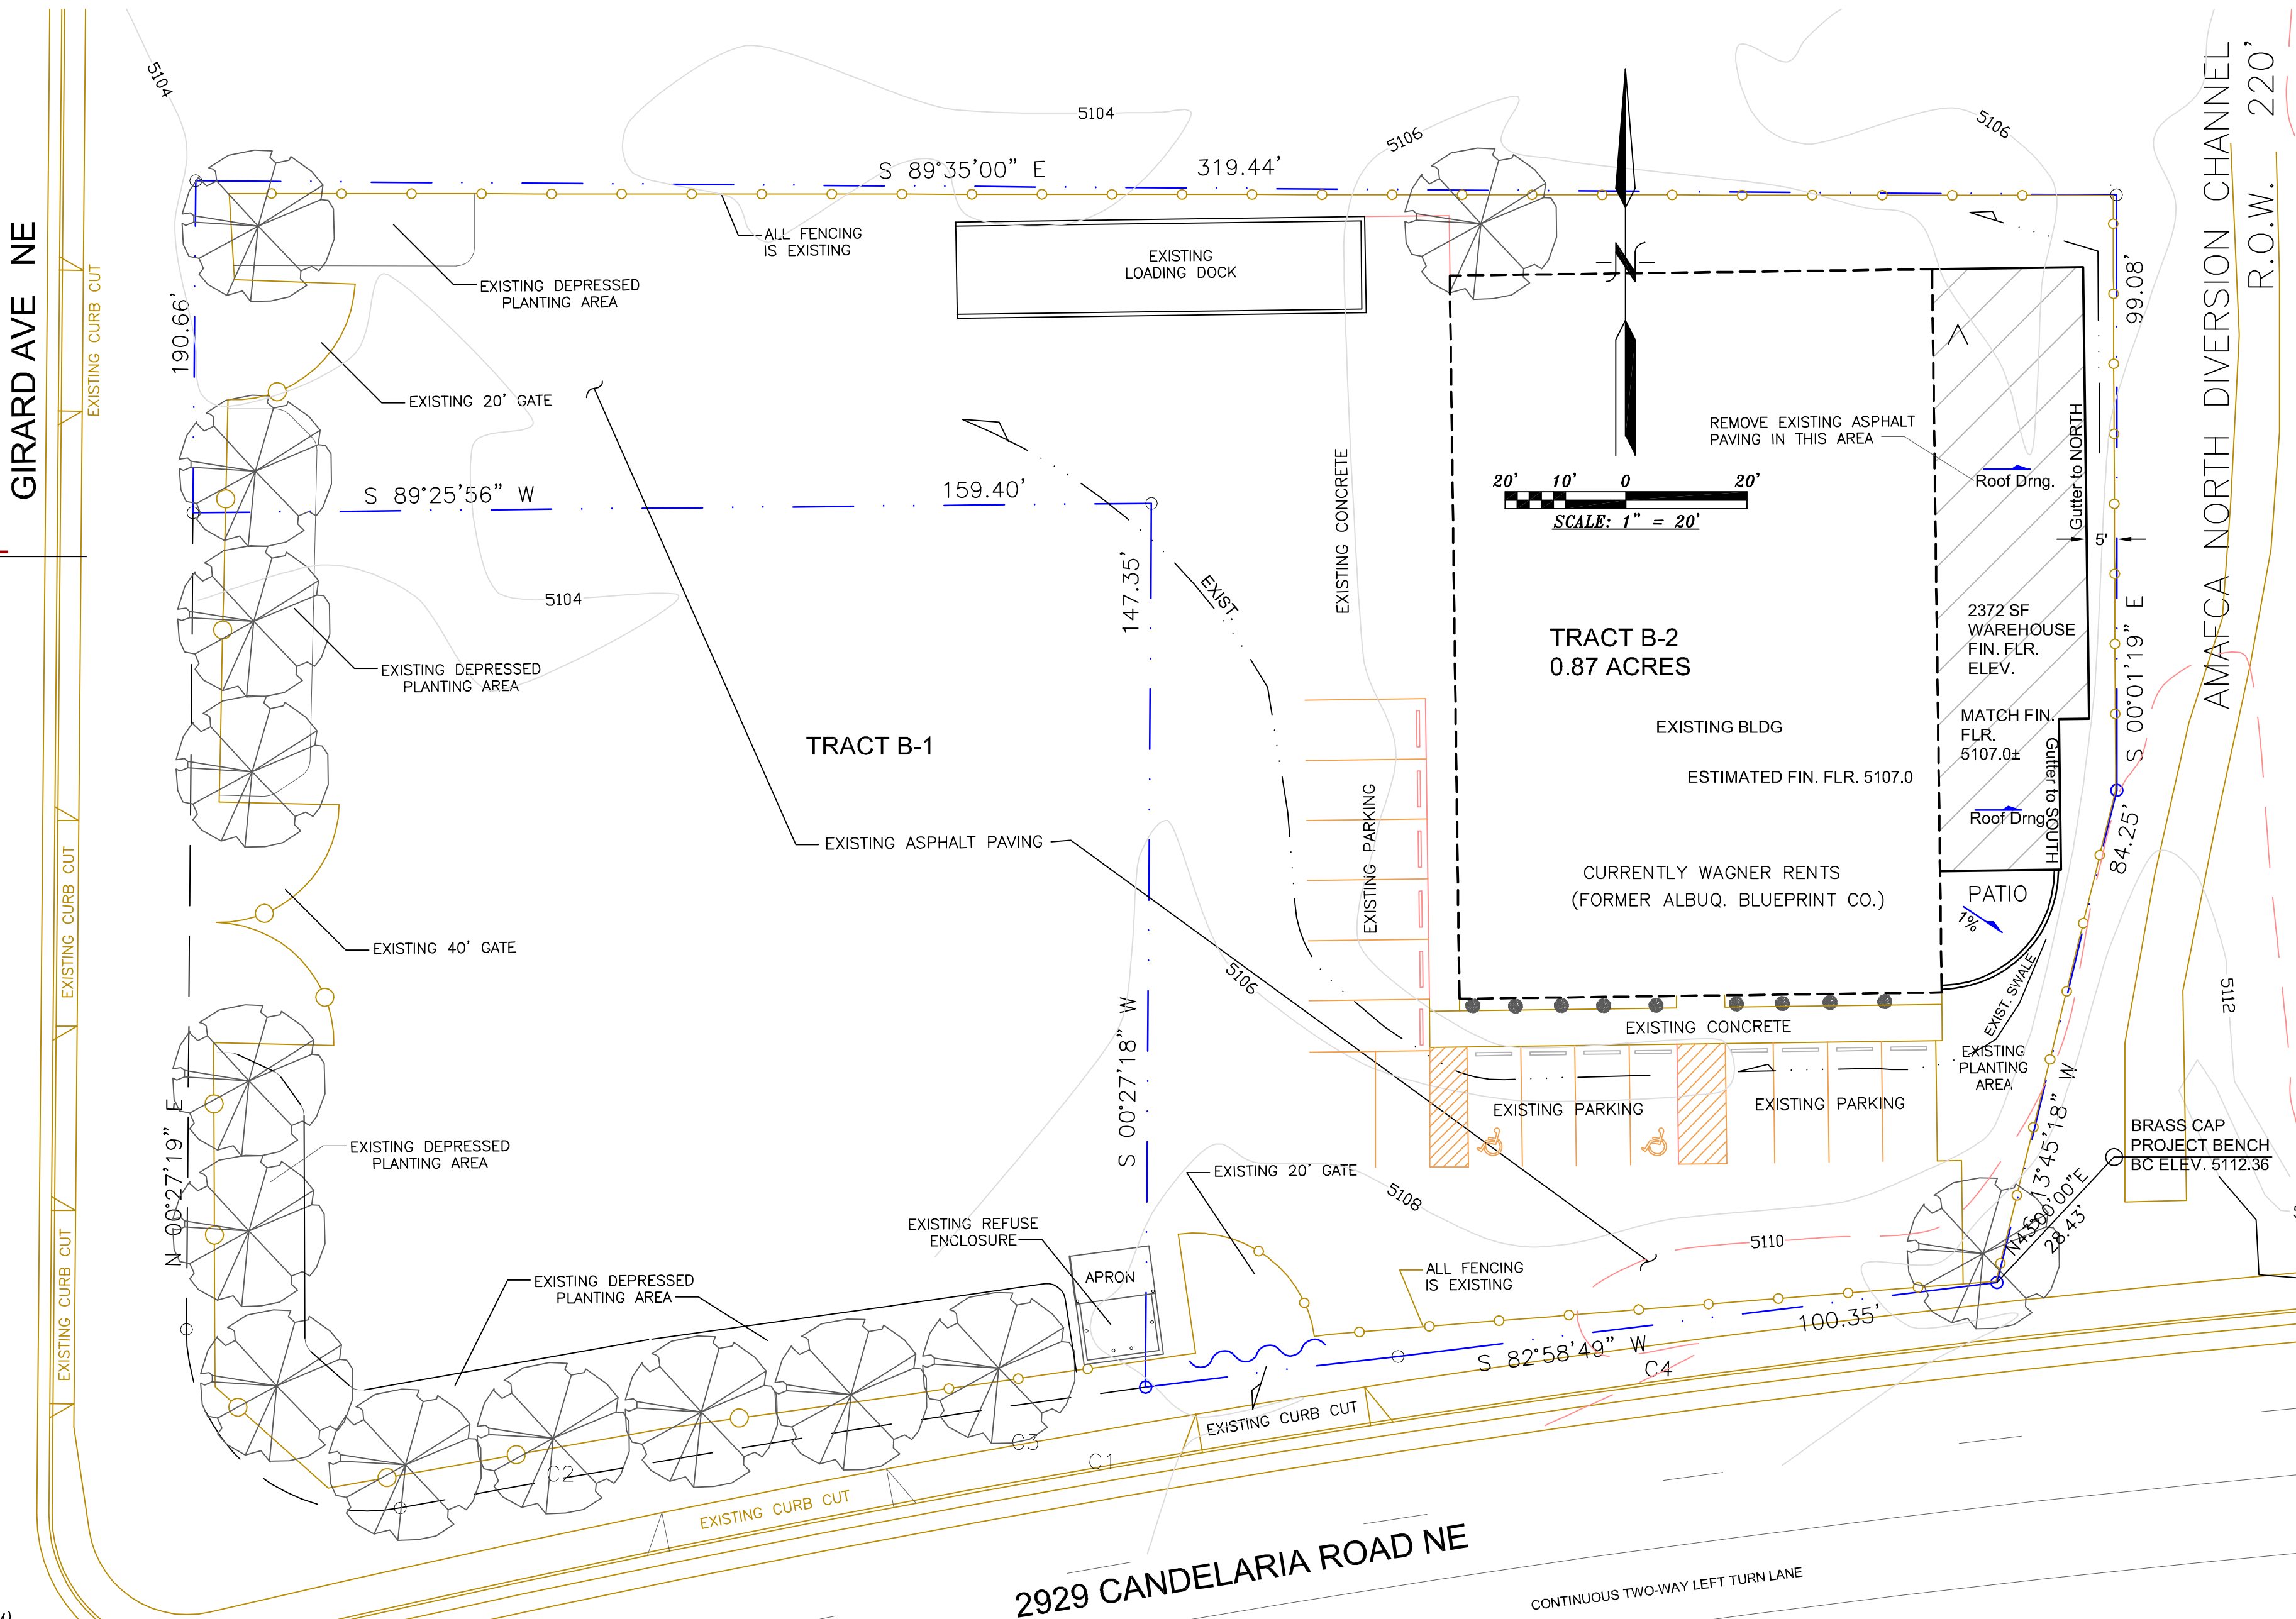 5104
5104
5106
5106
S 89°35'00" E
319.44'
AMAFCA NORTH DIVERSION CHANNEL
R.O.W. 220'
GIRARD AVE NE
EXISTING CURB CUT
190.66'
ALL FENCING
IS EXISTING
EXISTING
LOADING DOCK
EXISTING DEPRESSED
PLANTING AREA
N
99.08'
EXISTING 20' GATE
REMOVE EXISTING ASPHALT
PAVING IN THIS AREA
Gutter to NORTH
Roof Drng.
S 89°25'56" W
159.40'
20' 10' 0 20'
SCALE: 1" = 20'
EXISTING CONCRETE
5'
147.35'
EXIST.
5104
2372 SF
WAREHOUSE
FIN. FLR.
ELEV.
S 00°01'19" E
EXISTING DEPRESSED
PLANTING AREA
TRACT B-2
0.87 ACRES
MATCH FIN.
FLR.
5107.0±
TRACT B-1
EXISTING BLDG
ESTIMATED FIN. FLR. 5107.0
Gutter to SOUTH
Roof Drng.
84.25'
EXISTING PARKING
EXISTING ASPHALT PAVING
CURRENTLY WAGNER RENTS
(FORMER ALBUQ. BLUEPRINT CO.)
PATIO
1%
EXISTING CURB CUT
EXISTING 40' GATE
5106
EXIST. SWALE
5112
S 00°27'18" W
EXISTING CONCRETE
EXISTING
PLANTING
AREA
EXISTING PARKING
EXISTING PARKING
S 13°45'18" W
BRASS CAP
PROJECT BENCH
BC ELEV. 5112.36
N 00°27'19" E
EXISTING DEPRESSED
PLANTING AREA
EXISTING 20' GATE
5108
N43°00'00"E
28.43'
EXISTING REFUSE
ENCLOSURE
5110
EXISTING CURB CUT
EXISTING DEPRESSED
PLANTING AREA
APRON
ALL FENCING
IS EXISTING
100.35'
S 82°58'49" W
C4
EXISTING CURB CUT
C3
C1
C2
EXISTING CURB CUT
2929 CANDELARIA ROAD NE
CONTINUOUS TWO-WAY LEFT TURN LANE